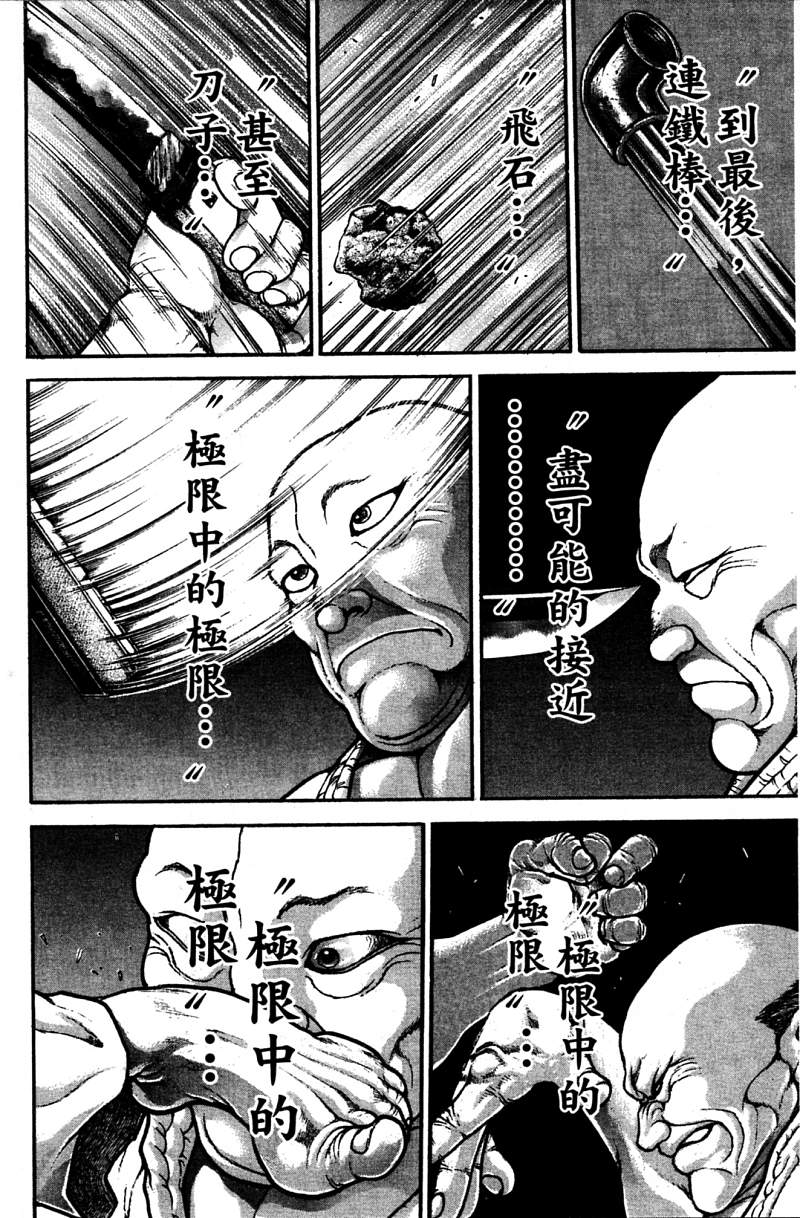 〝到最後，
連鐵棒…〞
〝飛石…〞
〝甚至
刀子…〞
〝盡可能的接近
…………〞
〝極限中的極限…〞
〝極限中的
極限〞…
〝極限中的
極限〞…